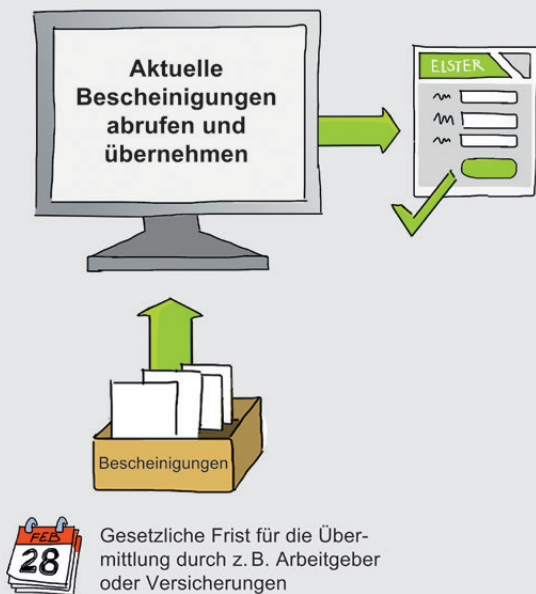 Aktuelle
Bescheinigungen
abrufen und
übernehmen
ELSTER
Bescheinigungen
FEB
28
Gesetzliche Frist für die Über-
mittlung durch z. B. Arbeitgeber
oder Versicherungen